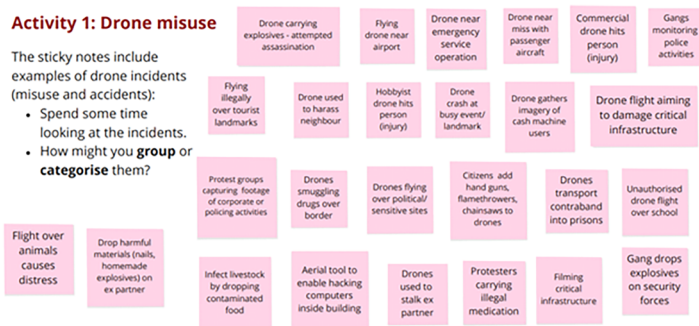 Activity 1: Drone misuse
The sticky notes include
examples of drone incidents
(misuse and accidents):
• Spend some time
looking at the incidents.
• How might you group or
categorise them?
Drone carrying
explosives - attempted
assassination
Flying
drone near
airport
Drone near
emergency
service
operation
Drone near
miss with
passenger
aircraft
Commercial
drone hits
person
(injury)
Gangs
monitoring
police
activities
Flying
illegally
over tourist
landmarks
Drone used
to harass
neighbour
Hobbyist
drone hits
person
(injury)
Drone
crash at
busy event/
landmark
Drone gathers
imagery of
cash machine
users
Drone flight aiming
to damage critical
infrastructure
Protest groups
capturing footage
of corporate or
policing activities
Drones
smuggling
drugs over
border
Drones flying
over political/
sensitive sites
Citizens add
hand guns,
flamethrowers,
chainsaws to
drones
Drones
transport
contraband
into prisons
Unauthorised
drone flight
over school
Flight over
animals
causes
distress
Drop harmful
materials (nails,
homemade
explosives) on
ex partner
Infect livestock
by dropping
contaminated
food
Aerial tool to
enable hacking
computers
inside building
Drones
used to
stalk ex
partner
Protesters
carrying
illegal
medication
Filming
critical
infrastructure
Gang drops
explosives
on security
forces